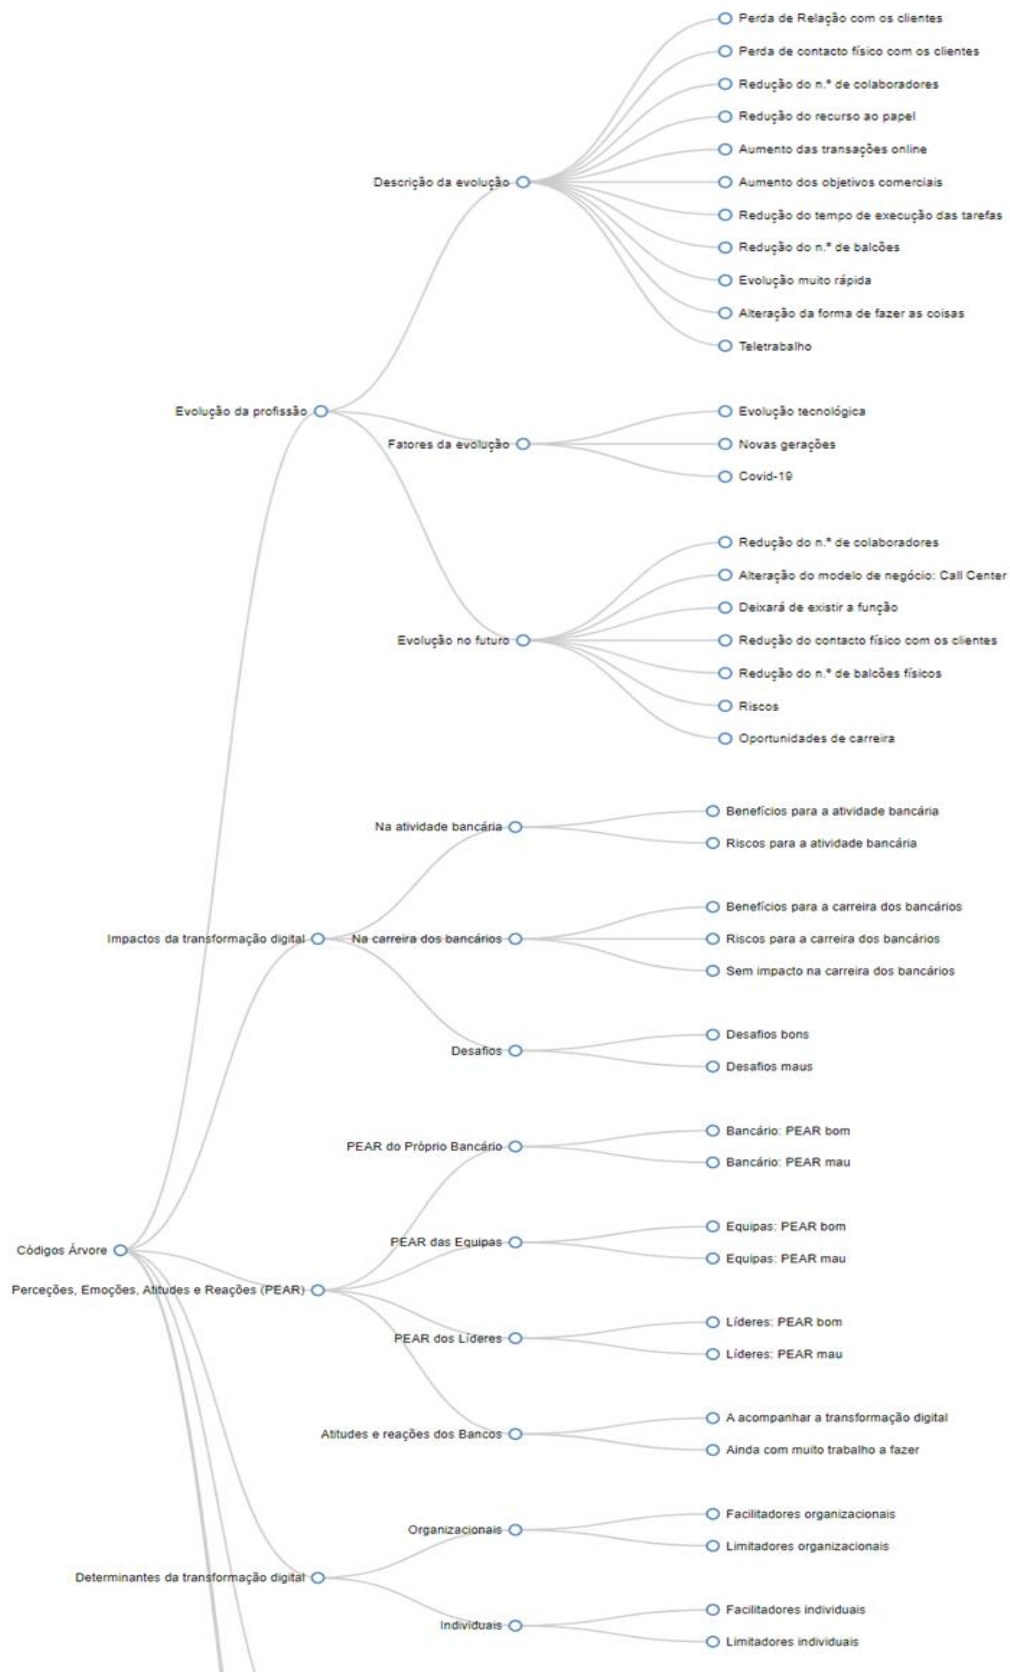 Códigos Árvore
Evolução da profissão
Descrição da evolução
Perda de Relação com os clientes
Perda de contacto físico com os clientes
Redução do n.º de colaboradores
Redução do recurso ao papel
Aumento das transações online
Aumento dos objetivos comerciais
Redução do tempo de execução das tarefas
Redução do n.º de balcões
Evolução muito rápida
Alteração da forma de fazer as coisas
Teletrabalho
Fatores da evolução
Evolução tecnológica
Novas gerações
Covid-19
Evolução no futuro
Redução do n.º de colaboradores
Alteração do modelo de negócio: Call Center
Deixará de existir a função
Redução do contacto físico com os clientes
Redução do n.º de balcões físicos
Riscos
Oportunidades de carreira
Impactos da transformação digital
Na atividade bancária
Benefícios para a atividade bancária
Riscos para a atividade bancária
Na carreira dos bancários
Benefícios para a carreira dos bancários
Riscos para a carreira dos bancários
Sem impacto na carreira dos bancários
Desafios
Desafios bons
Desafios maus
Perceções, Emoções, Atitudes e Reações (PEAR)
PEAR do Próprio Bancário
Bancário: PEAR bom
Bancário: PEAR mau
PEAR das Equipas
Equipas: PEAR bom
Equipas: PEAR mau
PEAR dos Líderes
Líderes: PEAR bom
Líderes: PEAR mau
Atitudes e reações dos Bancos
A acompanhar a transformação digital
Ainda com muito trabalho a fazer
Determinantes da transformação digital
Organizacionais
Facilitadores organizacionais
Limitadores organizacionais
Individuais
Facilitadores individuais
Limitadores individuais